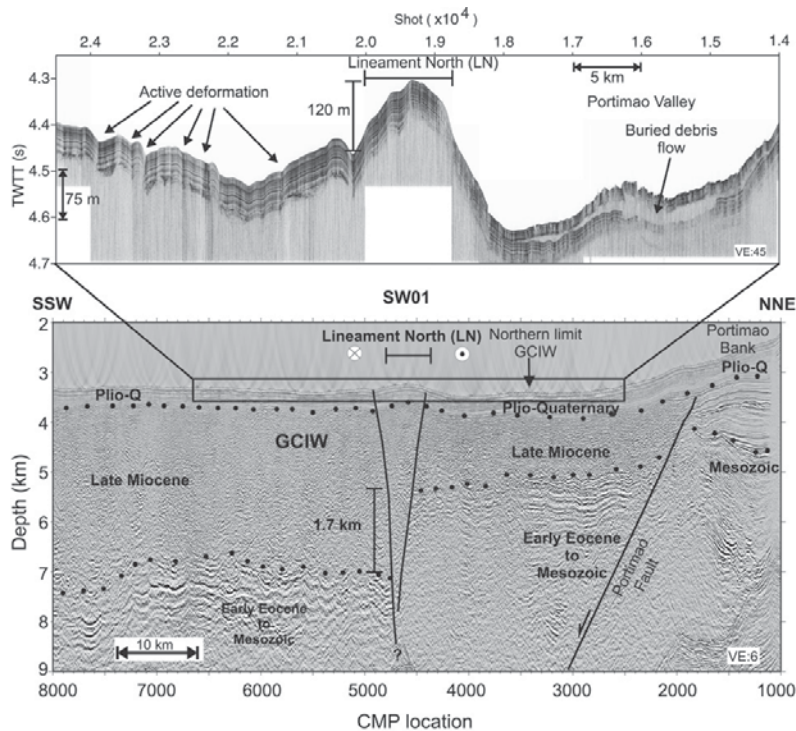 Shot (x10⁴)
2.4 2.3 2.2 2.1 2.0 1.9 1.8 1.7 1.6 1.5 1.4
Lineament North (LN)
5 km
4.3
Active deformation
120 m
Portimao Valley
4.4
Buried debris
flow
TWTT (s)
4.5
75 m
4.6
4.7
VE:45
SSW
SW01
NNE
2
Lineament North (LN)
Northern limit
GCIW
Portimao
Bank
3
Plio-Q
Plio-Q
Plio-Quaternary
4
GCIW
Late Miocene
Late Miocene
Mesozoic
5
Depth (km)
1.7 km
6
Early Eocene
to
Mesozoic
Portimao
Fault
7
Early Eocene
to
Mesozoic
8
10 km
?
VE:6
9
8000 7000 6000 5000 4000 3000 2000 1000
CMP location